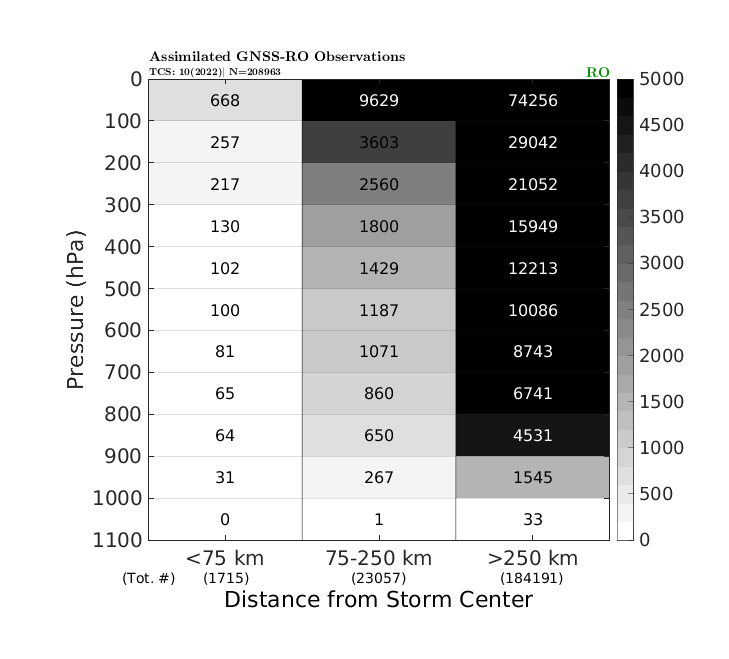 Assimilated GNSS-RO Observations
TCS: 10(2022)| N=208963 RO
0 5000
668 9629 74256
100 4500
257 3603 29042
200 4000
217 2560 21052
300 3500
130 1800 15949
400 3000
102 1429 12213
500 2500
100 1187 10086
600 2000
81 1071 8743
700 1500
65 860 6741
800 1000
64 650 4531
900 500
31 267 1545
1000
0 1 33
1100 0
Pressure (hPa)
<75 km 75-250 km >250 km
(Tot. #) (1715) (23057) (184191)
Distance from Storm Center